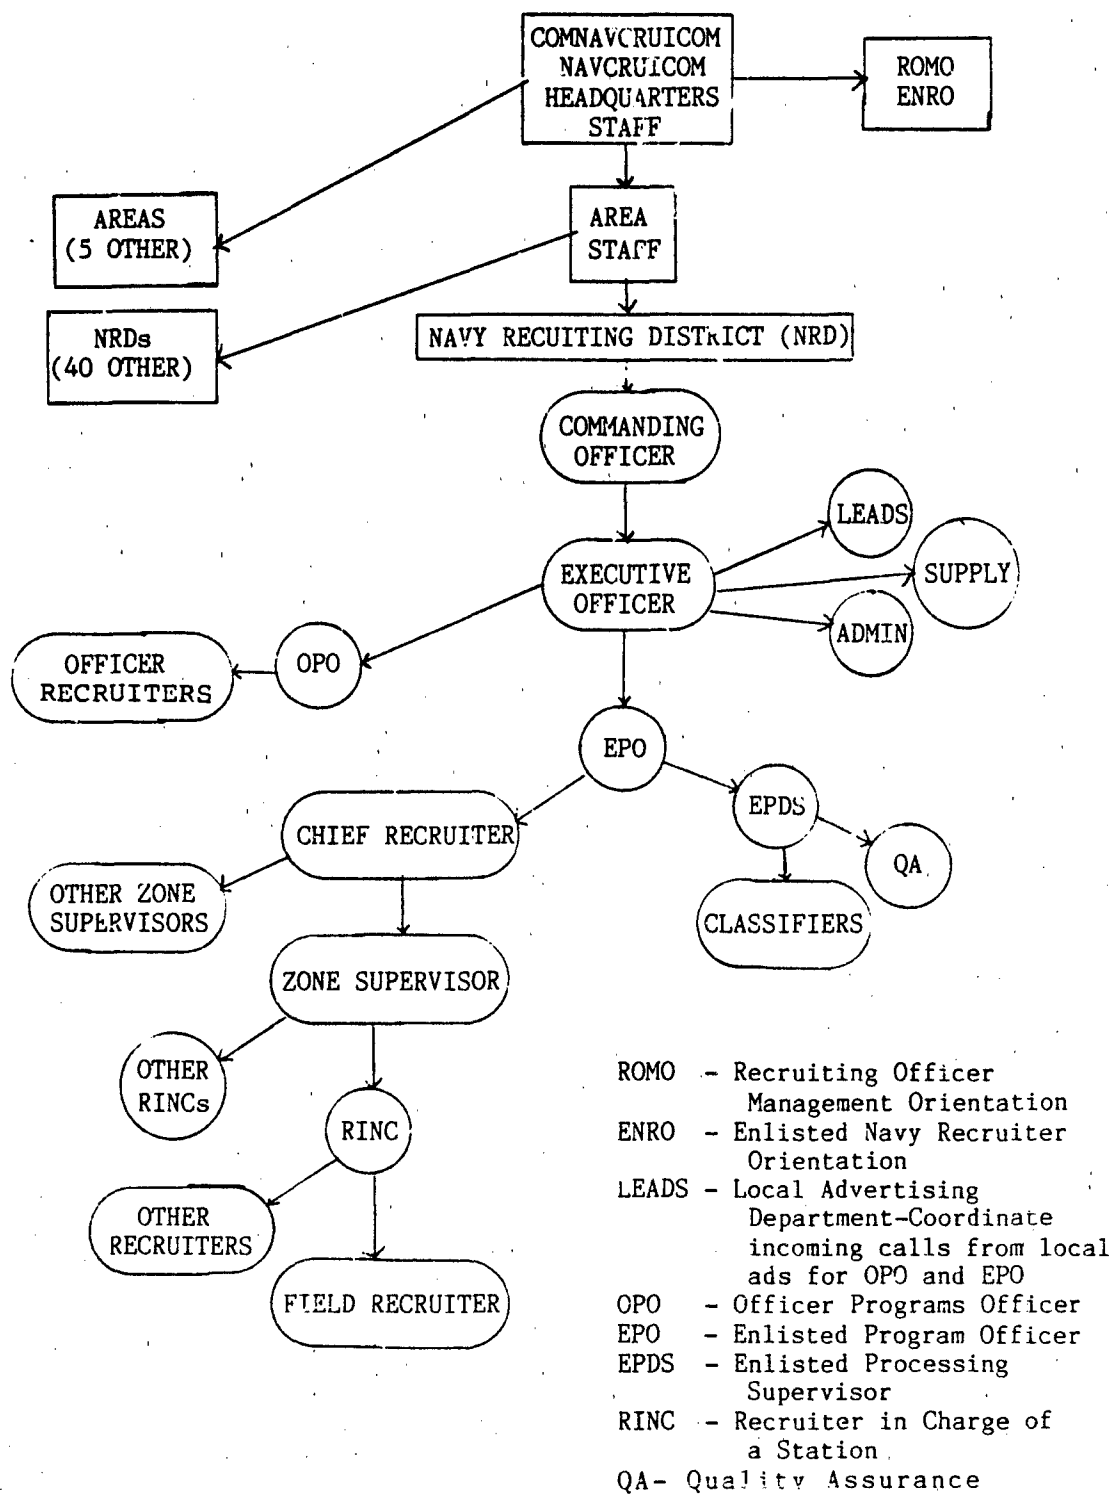 COMNAVCRUICOM
NAVCRUICOM
HEADQUARTERS
STAFF
ROMO
ENRO
AREAS
(5 OTHER)
AREA
STAFF
NRDs
(40 OTHER)
NAVY RECUITING DISTRICT (NRD)
COMMANDING
OFFICER
LEADS
EXECUTIVE
OFFICER
SUPPLY
ADMIN
OFFICER
RECRUITERS
OPO
EPO
CHIEF RECRUITER
EPDS
QA
OTHER ZONE
SUPERVISORS
CLASSIFIERS
ZONE SUPERVISOR
OTHER
RINCs
RINC
OTHER
RECRUITERS
FIELD RECRUITER
ROMO - Recruiting Officer
Management Orientation
ENRO - Enlisted Navy Recruiter
Orientation
LEADS - Local Advertising
Department-Coordinate
incoming calls from local
ads for OPO and EPO
OPO - Officer Programs Officer
EPO - Enlisted Program Officer
EPDS - Enlisted Processing
Supervisor
RINC - Recruiter in Charge of
a Station
QA- Quality Assurance